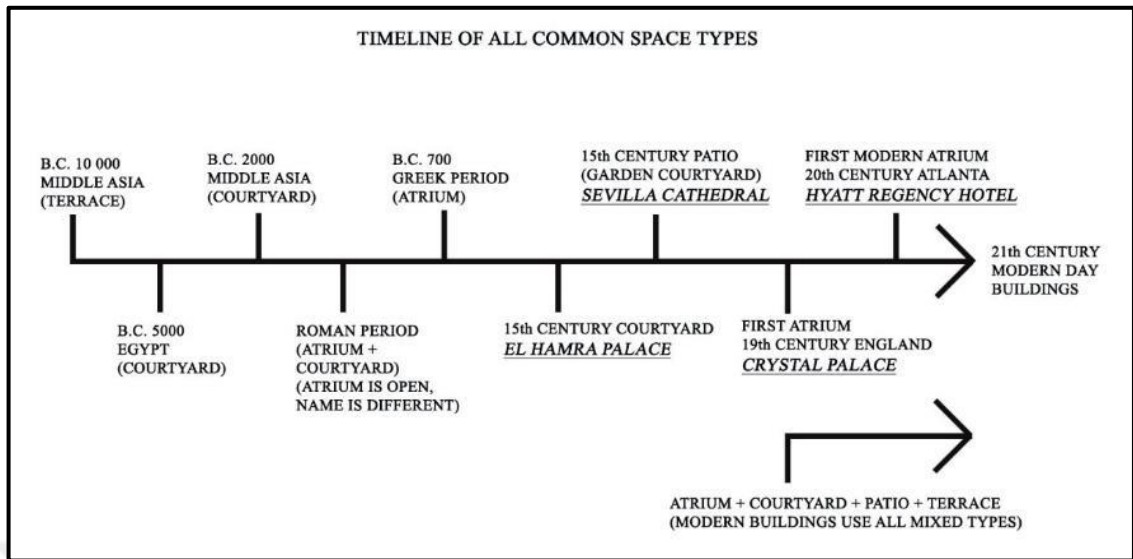 TIMELINE OF ALL COMMON SPACE TYPES
B.C. 10 000
MIDDLE ASIA
(TERRACE)
B.C. 2000
MIDDLE ASIA
(COURTYARD)
B.C. 700
GREEK PERIOD
(ATRIUM)
15th CENTURY PATIO
(GARDEN COURTYARD)
SEVILLA CATHEDRAL
FIRST MODERN ATRIUM
20th CENTURY ATLANTA
HYATT REGENCY HOTEL
21th CENTURY
MODERN DAY
BUILDINGS
B.C. 5000
EGYPT
(COURTYARD)
ROMAN PERIOD
(ATRIUM +
COURTYARD)
(ATRIUM IS OPEN,
NAME IS DIFFERENT)
15th CENTURY COURTYARD
EL HAMRA PALACE
FIRST ATRIUM
19th CENTURY ENGLAND
CRYSTAL PALACE
ATRIUM + COURTYARD + PATIO + TERRACE
(MODERN BUILDINGS USE ALL MIXED TYPES)